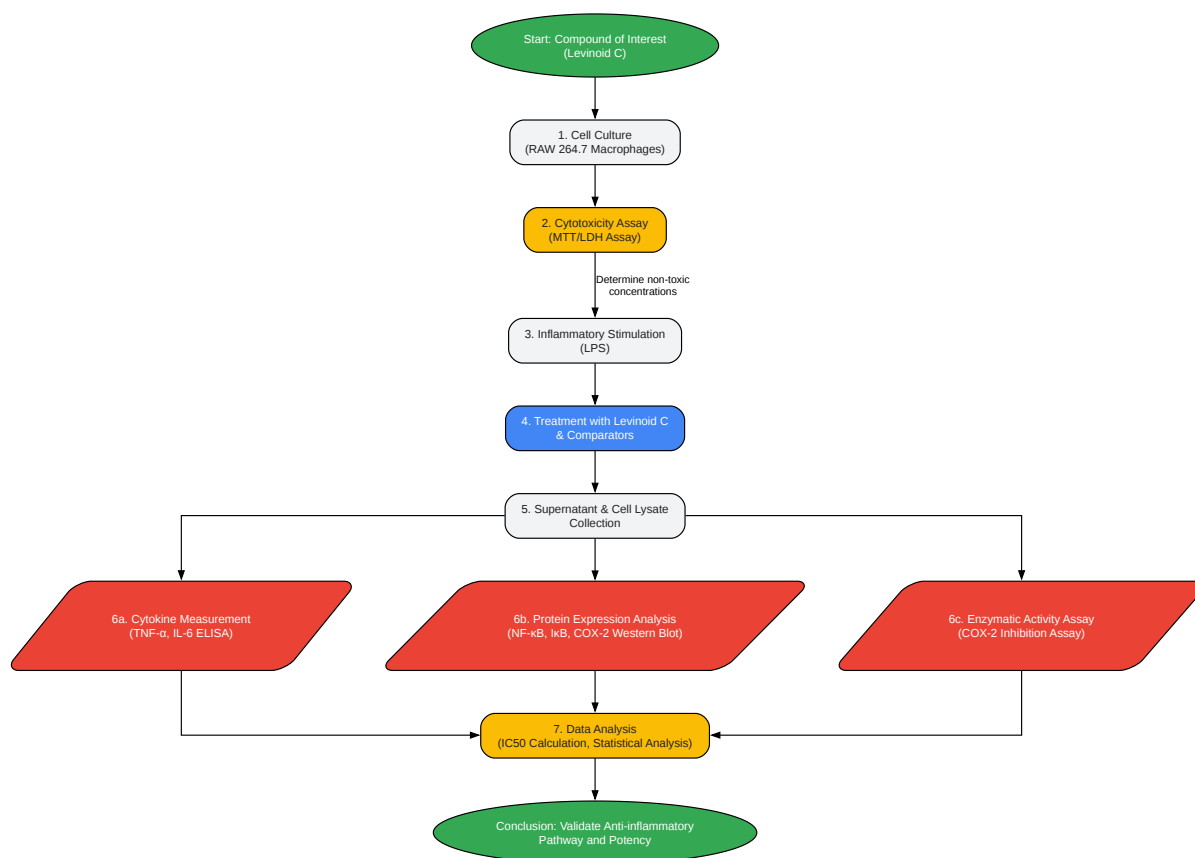 Start: Compound of Interest
(Levinoid C)
1. Cell Culture
(RAW 264.7 Macrophages)
2. Cytotoxicity Assay
(MTT/LDH Assay)
Determine non-toxic
concentrations
3. Inflammatory Stimulation
(LPS)
4. Treatment with Levinoid C
& Comparators
5. Supernatant & Cell Lysate
Collection
6a. Cytokine Measurement
(TNF-α, IL-6 ELISA)
6b. Protein Expression Analysis
(NF-κB, IκB, COX-2 Western Blot)
6c. Enzymatic Activity Assay
(COX-2 Inhibition Assay)
7. Data Analysis
(IC50 Calculation, Statistical Analysis)
Conclusion: Validate Anti-inflammatory
Pathway and Potency